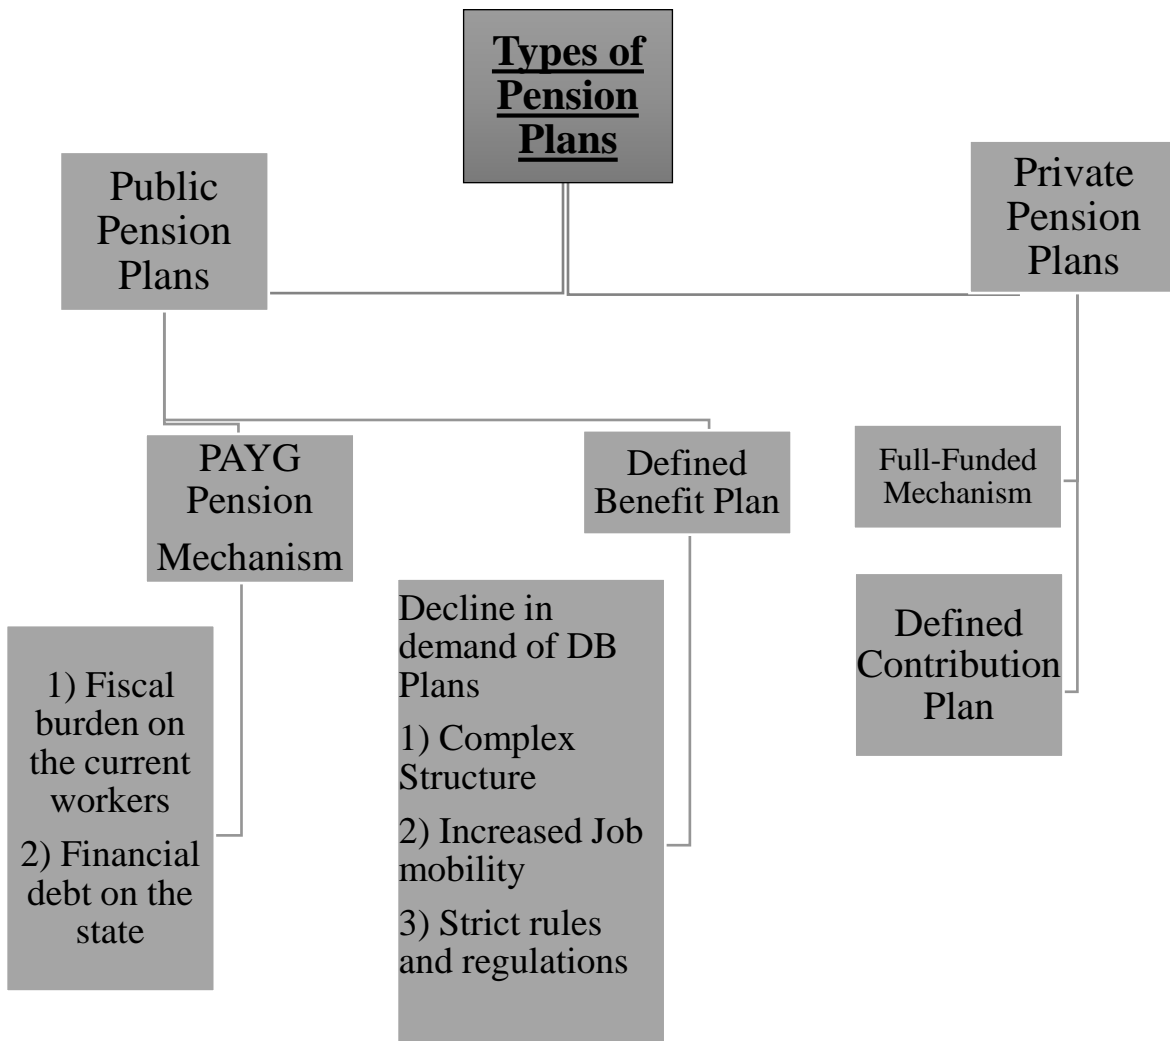 Types of
Pension
Plans
Public
Pension
Plans
Private
Pension
Plans
PAYG
Pension
Mechanism
Defined
Benefit Plan
Full-Funded
Mechanism
Defined
Contribution
Plan
1) Fiscal
burden on
the current
workers
2) Financial
debt on the
state
Decline in
demand of DB
Plans
1) Complex
Structure
2) Increased Job
mobility
3) Strict rules
and regulations